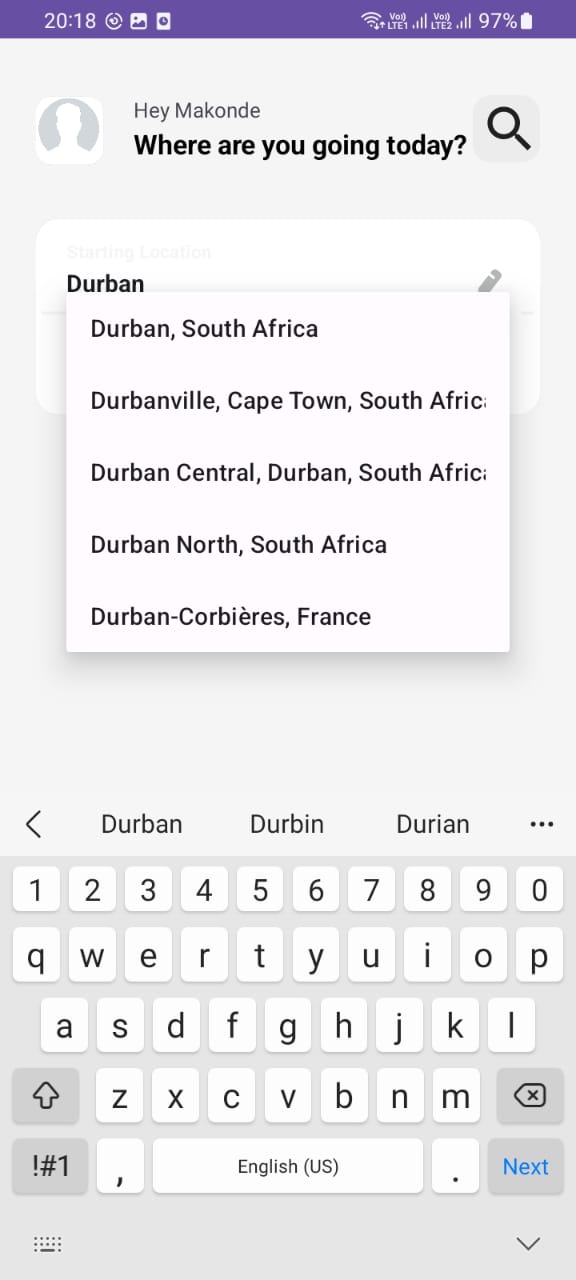 20:18 Vo)) LTE1 Vo)) LTE2 97%
Hey Makonde
Where are you going today?
Starting Location
Durban
Durban, South Africa
Durbanville, Cape Town, South Afric
Durban Central, Durban, South Afric
Durban North, South Africa
Durban-Corbières, France
Durban Durbin Durian
1 2 3 4 5 6 7 8 9 0
q w e r t y u i o p
a s d f g h j k l
z x c v b n m
!#1 , English (US) . Next